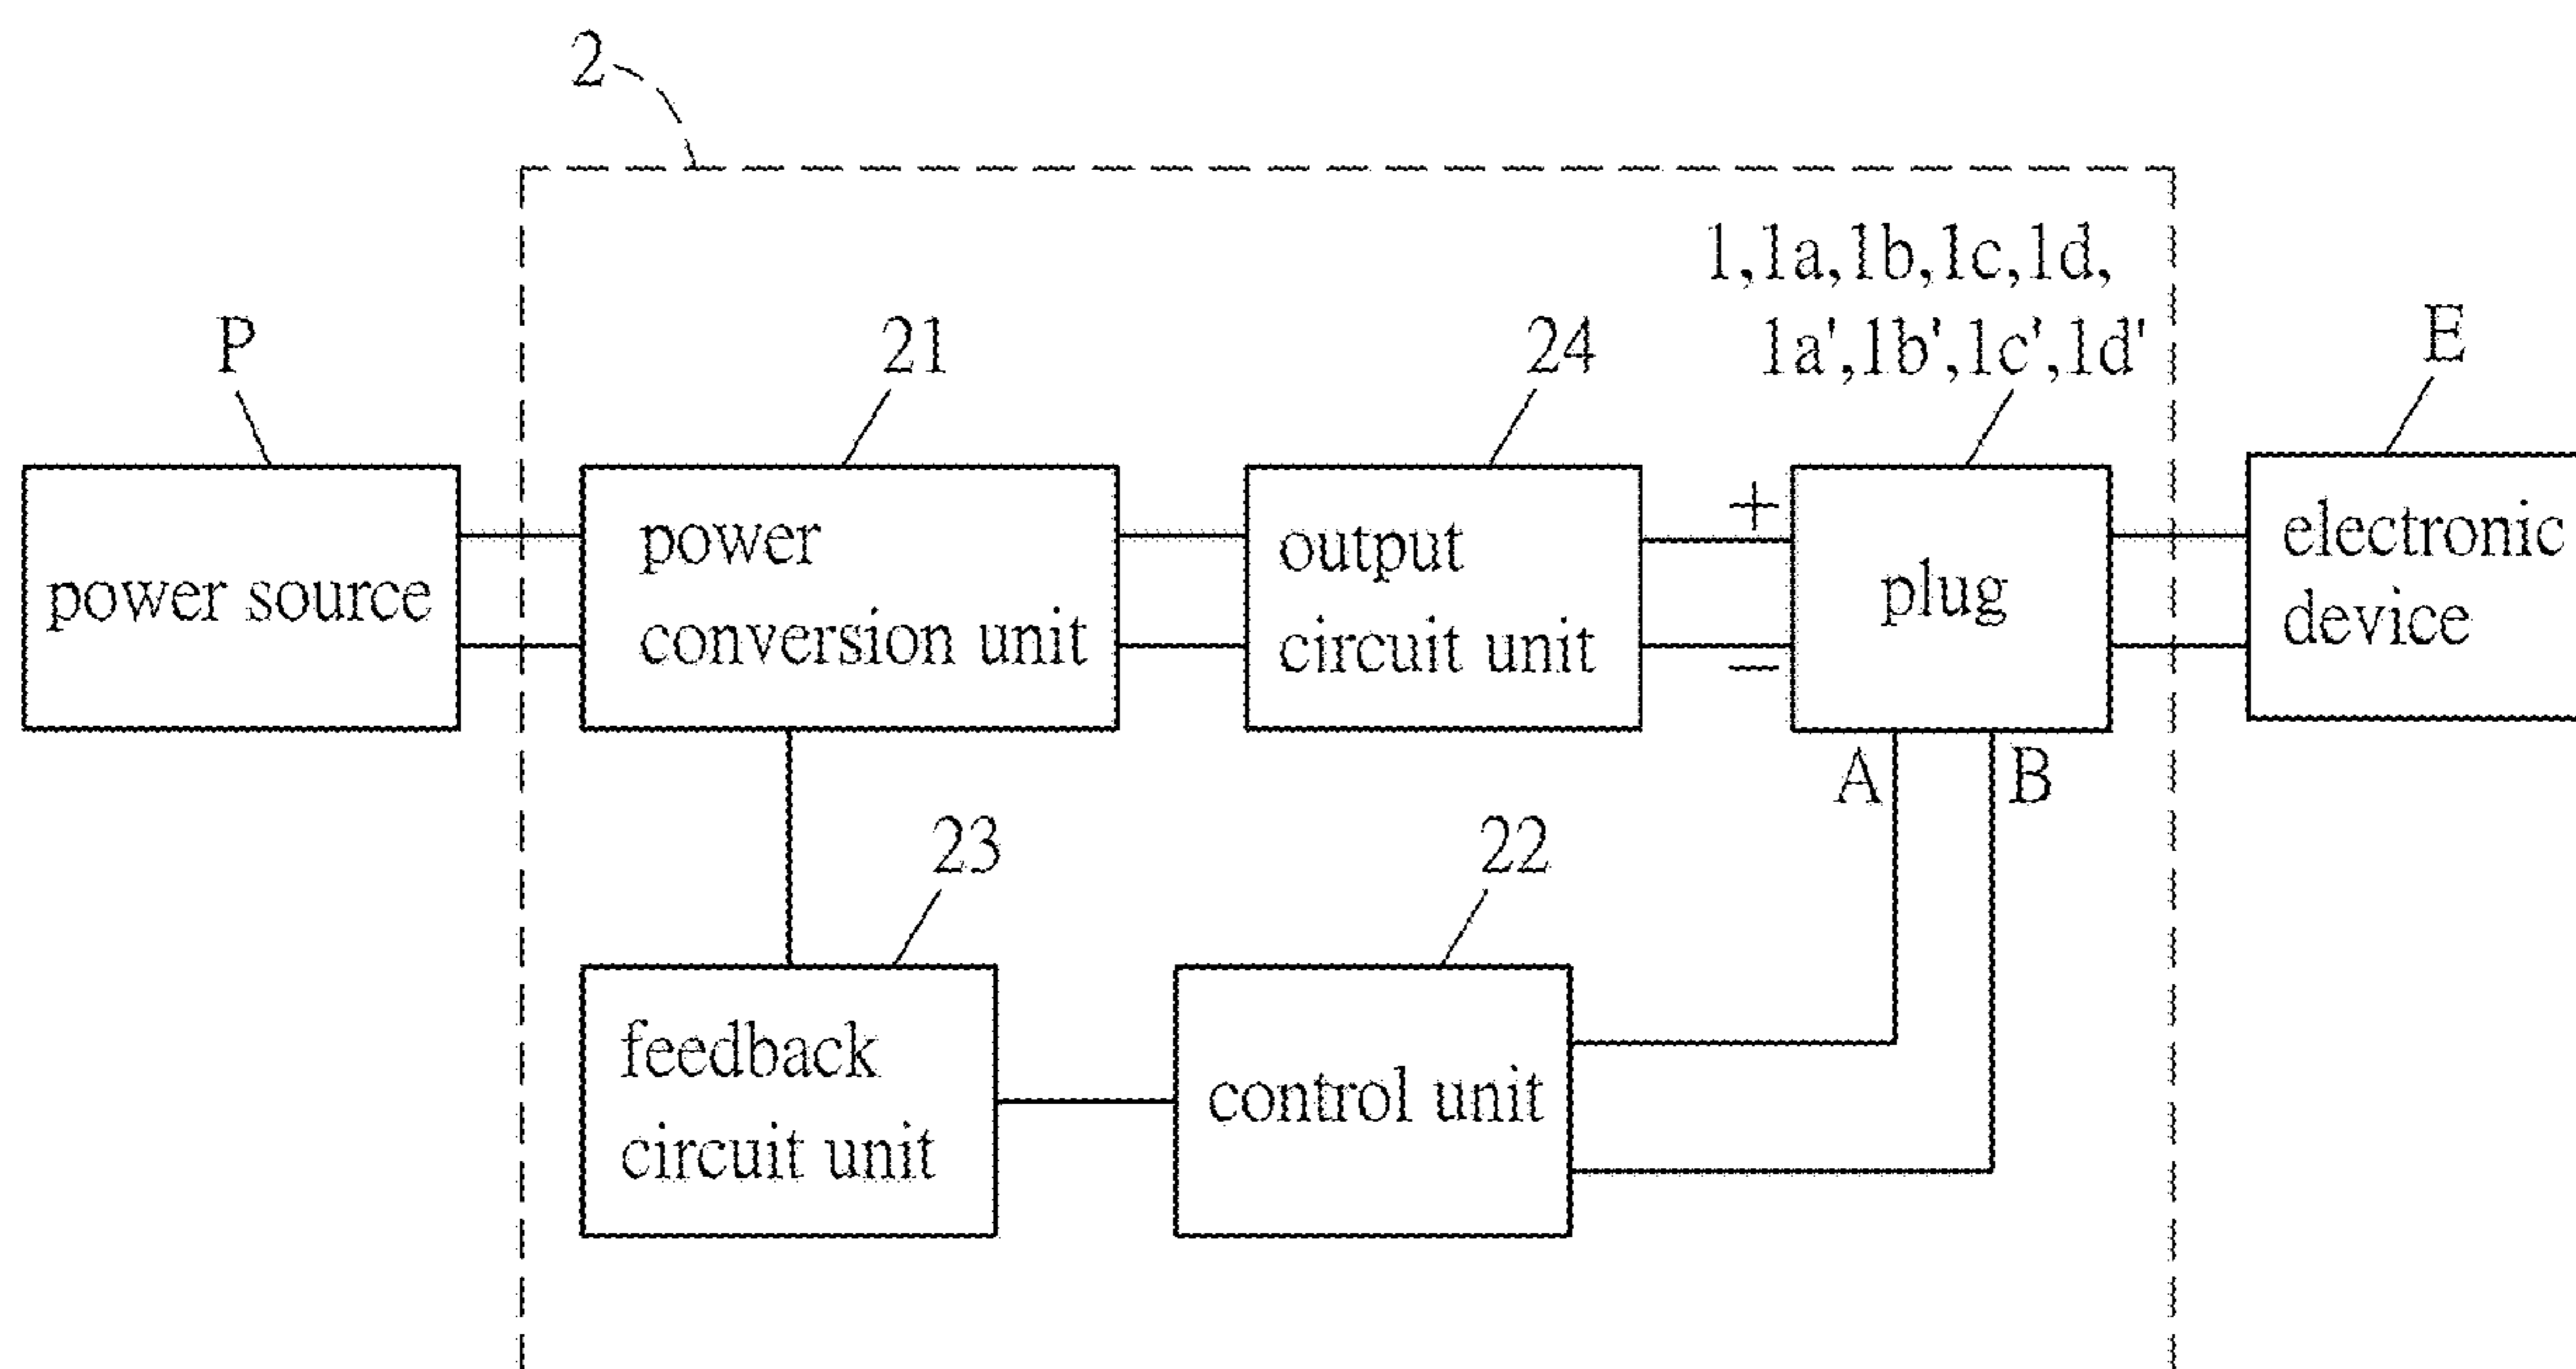 2
1,1a,1b,1c,1d,
1a',1b',1c',1d'
P
21
24
E
power source
power
conversion unit
output
circuit unit
+
−
plug
electronic
device
A
B
23
22
feedback
circuit unit
control unit